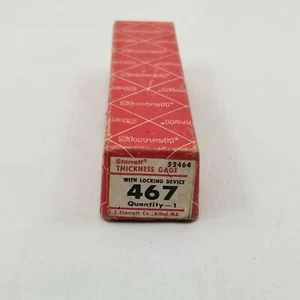 Starrett®
52464
THICKNESS GAGE
WITH LOCKING DEVICE
467
Quantity—1
L.S. Starrett Co., Athol, MA